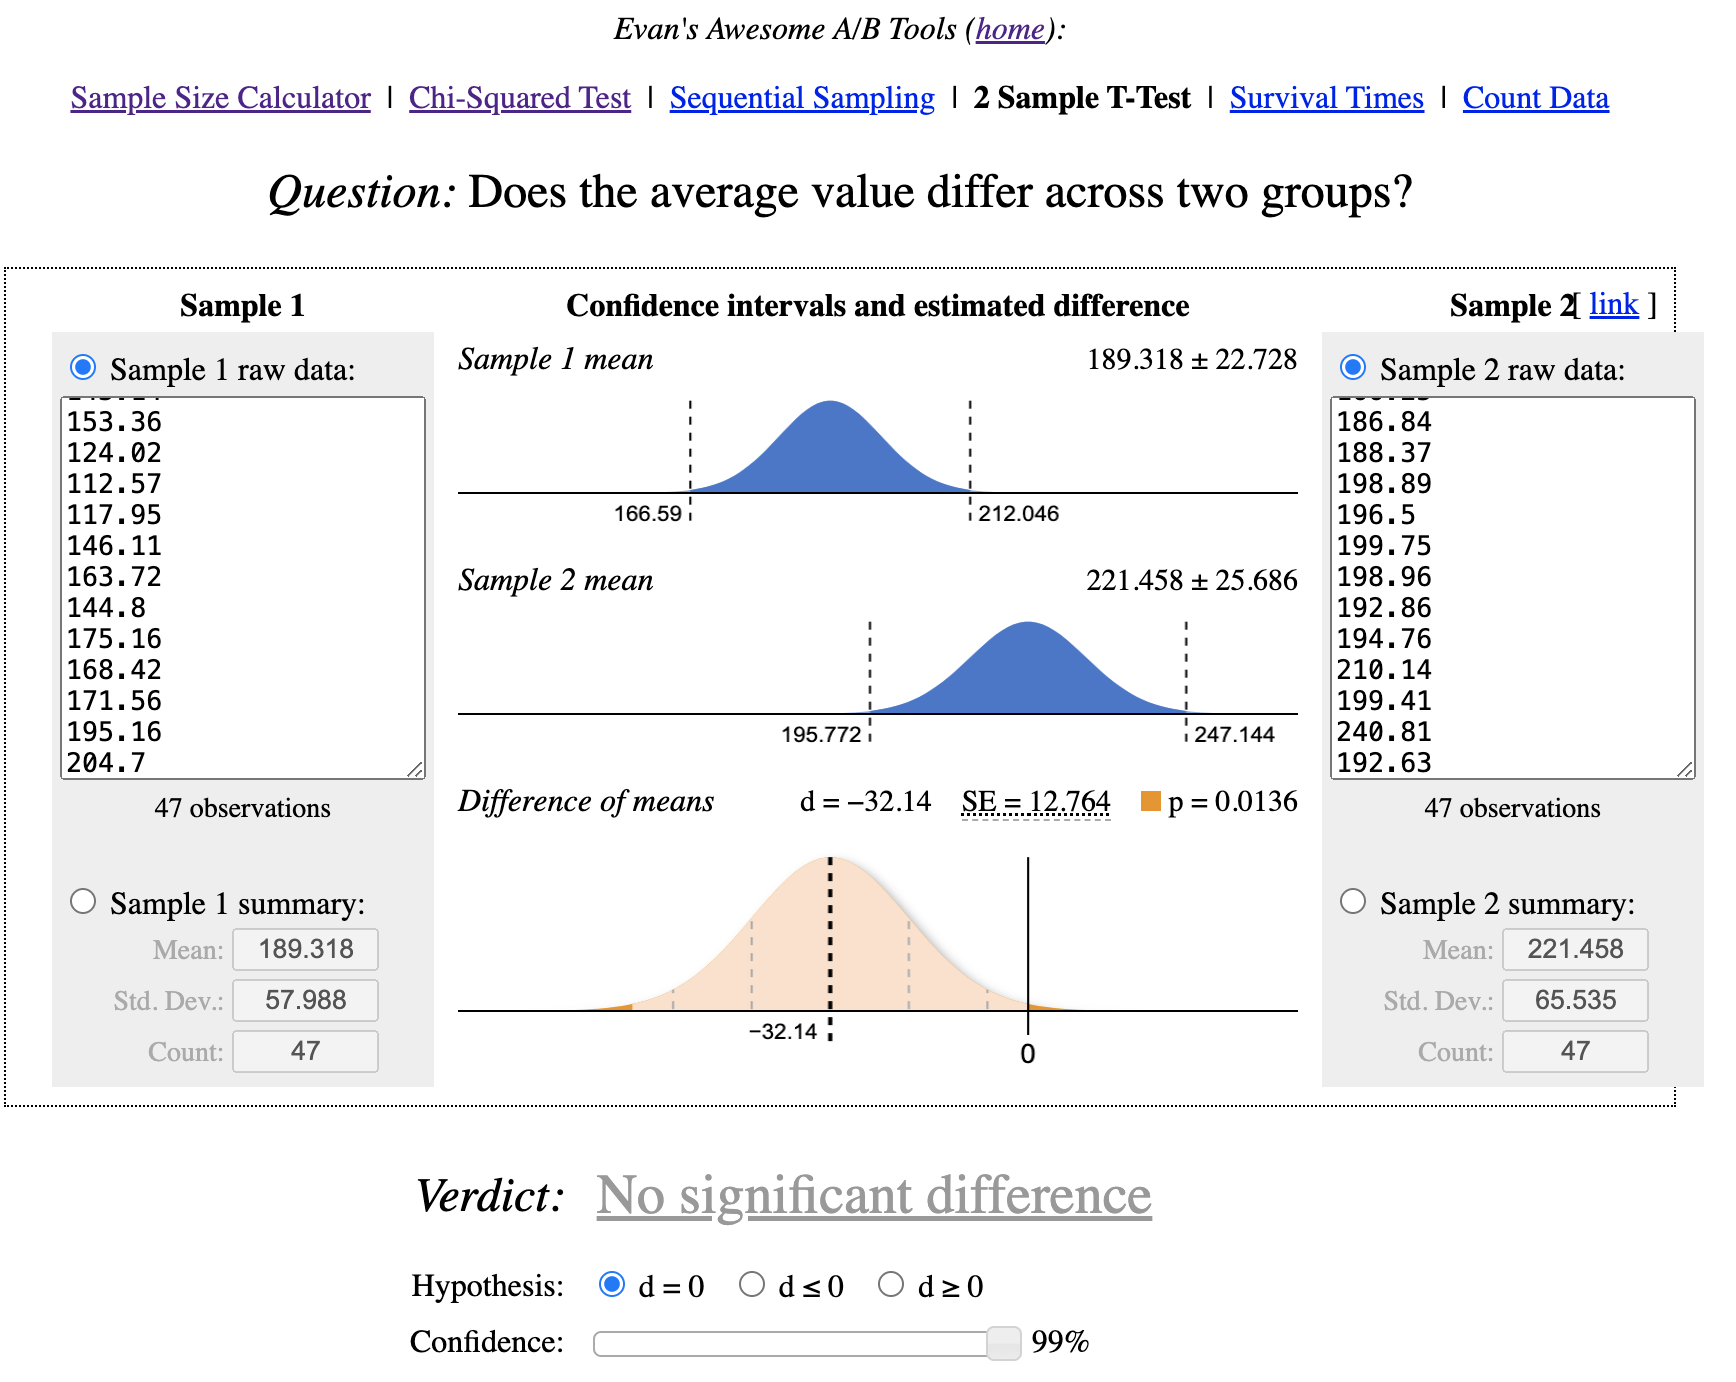 Evan's Awesome A/B Tools (home):
Sample Size Calculator | Chi-Squared Test | Sequential Sampling | 2 Sample T-Test | Survival Times | Count Data
Question: Does the average value differ across two groups?
Sample 1
Sample 1 raw data:
153.36
124.02
112.57
117.95
146.11
163.72
144.8
175.16
168.42
171.56
195.16
204.7
47 observations
Sample 1 summary:
Mean: 189.318
Std. Dev.: 57.988
Count: 47
Confidence intervals and estimated difference
Sample 1 mean 189.318 ± 22.728
166.59 212.046
Sample 2 mean 221.458 ± 25.686
195.772 247.144
Difference of means d = −32.14 SE = 12.764 p = 0.0136
−32.14
0
Sample 2 [ link ]
Sample 2 raw data:
186.84
188.37
198.89
196.5
199.75
198.96
192.86
194.76
210.14
199.41
240.81
192.63
47 observations
Sample 2 summary:
Mean: 221.458
Std. Dev.: 65.535
Count: 47
Verdict: No significant difference
Hypothesis: d = 0 d ≤ 0 d ≥ 0
Confidence: 99%